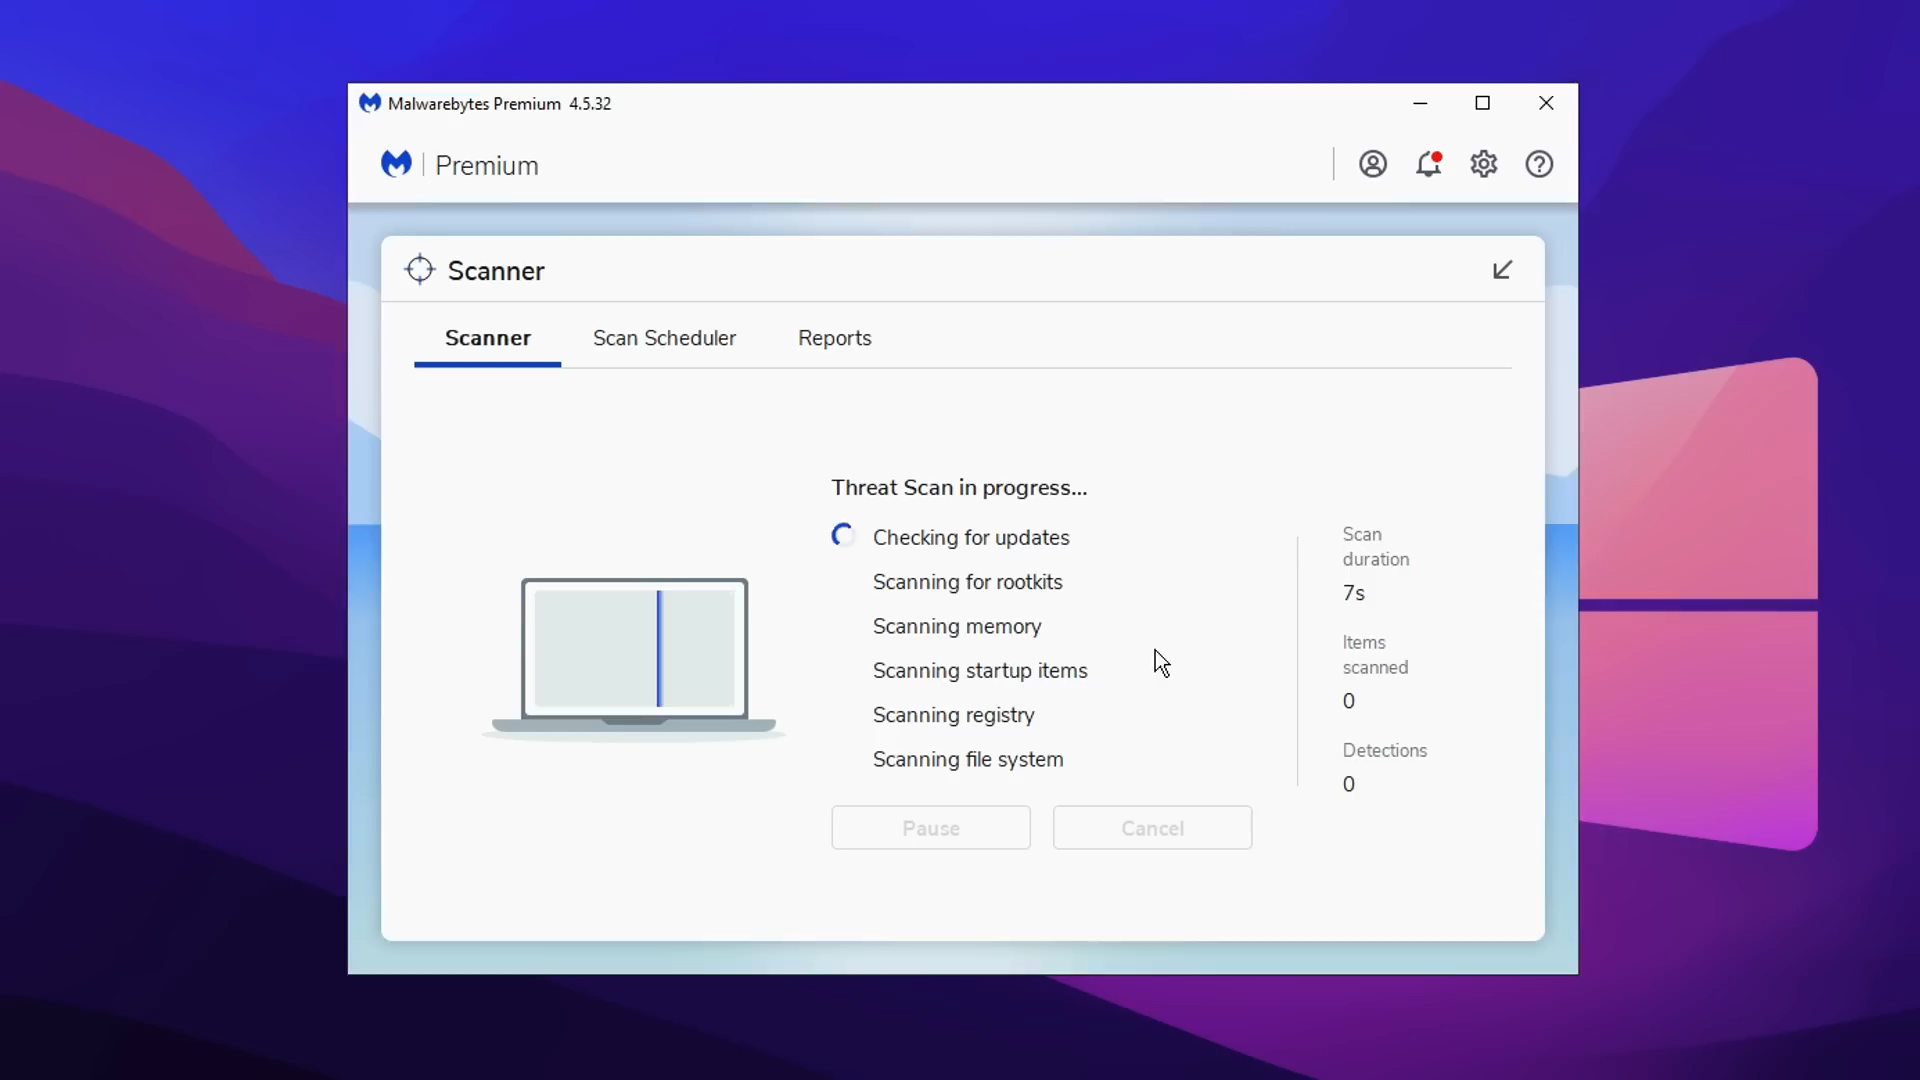 Malwarebytes Premium 4.5.32
Premium
Scanner
Scanner
Scan Scheduler
Reports
Threat Scan in progress...
Checking for updates
Scanning for rootkits
Scanning memory
Scanning startup items
Scanning registry
Scanning file system
Pause
Cancel
Scan
duration
7s
Items
scanned
0
Detections
0